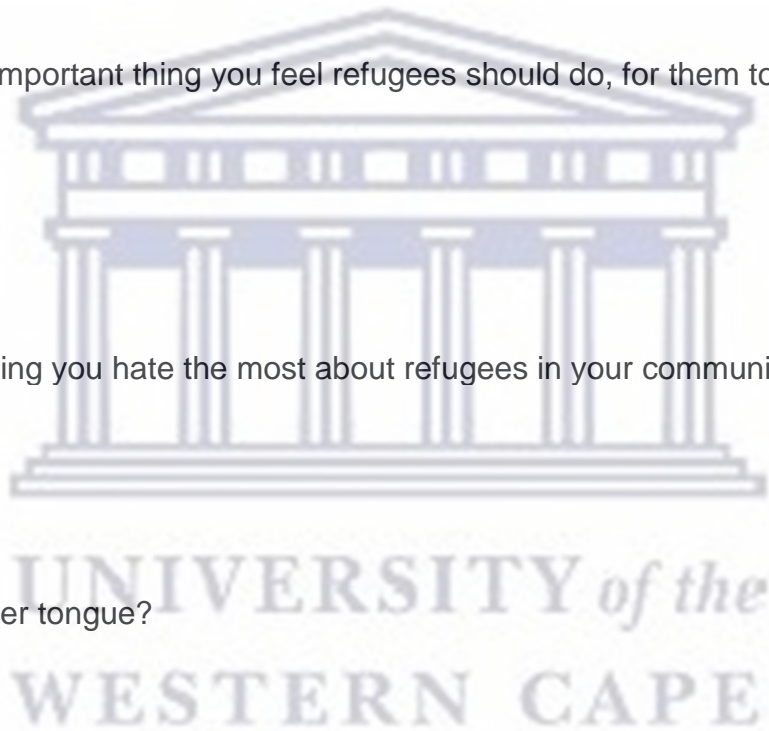 mportant thing you feel refugees should do, for them to
ing you hate the most about refugees in your communi
UNIVERSITY of the
er tongue?
WESTERN CAPE